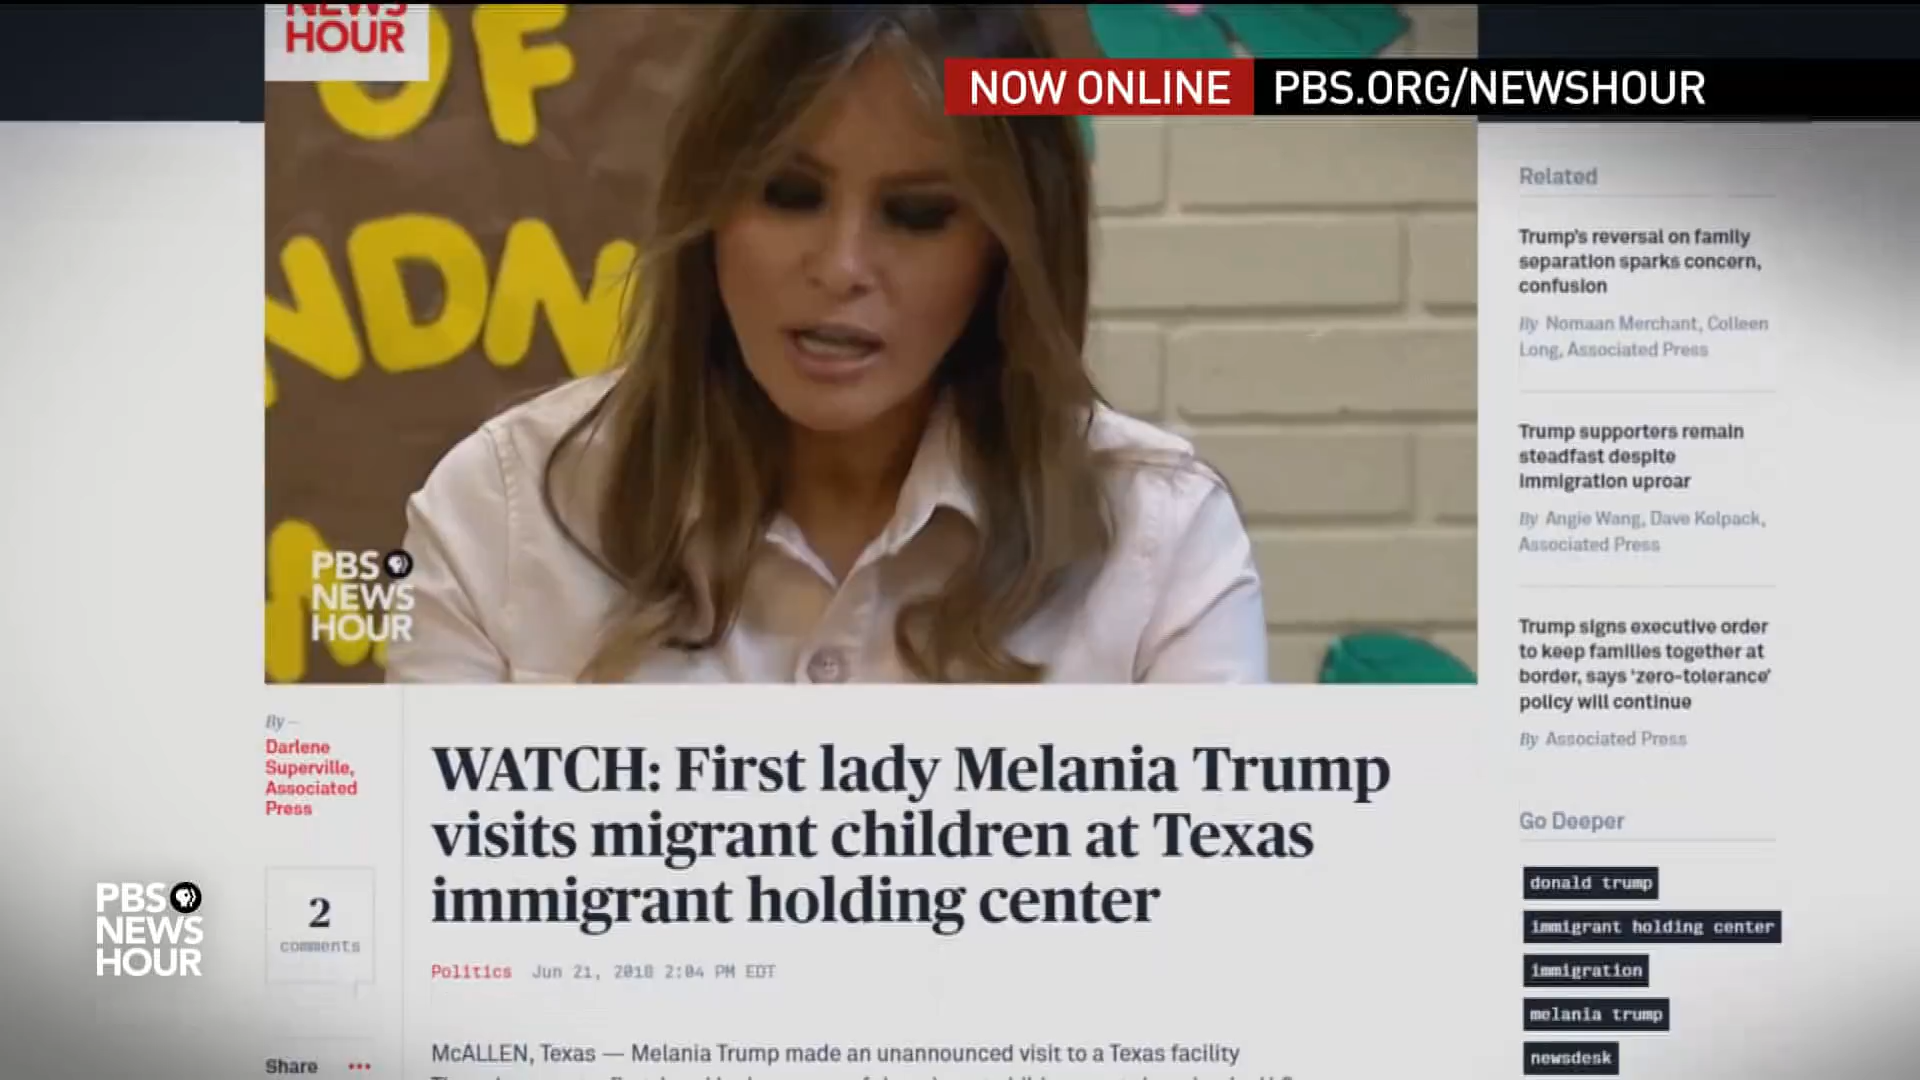 NEWS
HOUR
NOW ONLINE PBS.ORG/NEWSHOUR
OF
NDN
PBS
NEWS
HOUR
By —
Darlene
Superville,
Associated
Press
2
comments
Share
WATCH: First lady Melania Trump
visits migrant children at Texas
immigrant holding center
Politics Jun 21, 2018 2:04 PM EDT
McALLEN, Texas — Melania Trump made an unannounced visit to a Texas facility
Related
Trump's reversal on family
separation sparks concern,
confusion
By Nomaan Merchant, Colleen
Long, Associated Press
Trump supporters remain
steadfast despite
immigration uproar
By Angie Wang, Dave Kolpack,
Associated Press
Trump signs executive order
to keep families together at
border, says 'zero-tolerance'
policy will continue
By Associated Press
Go Deeper
donald trump
immigrant holding center
immigration
melania trump
newsdesk
PBS
NEWS
HOUR